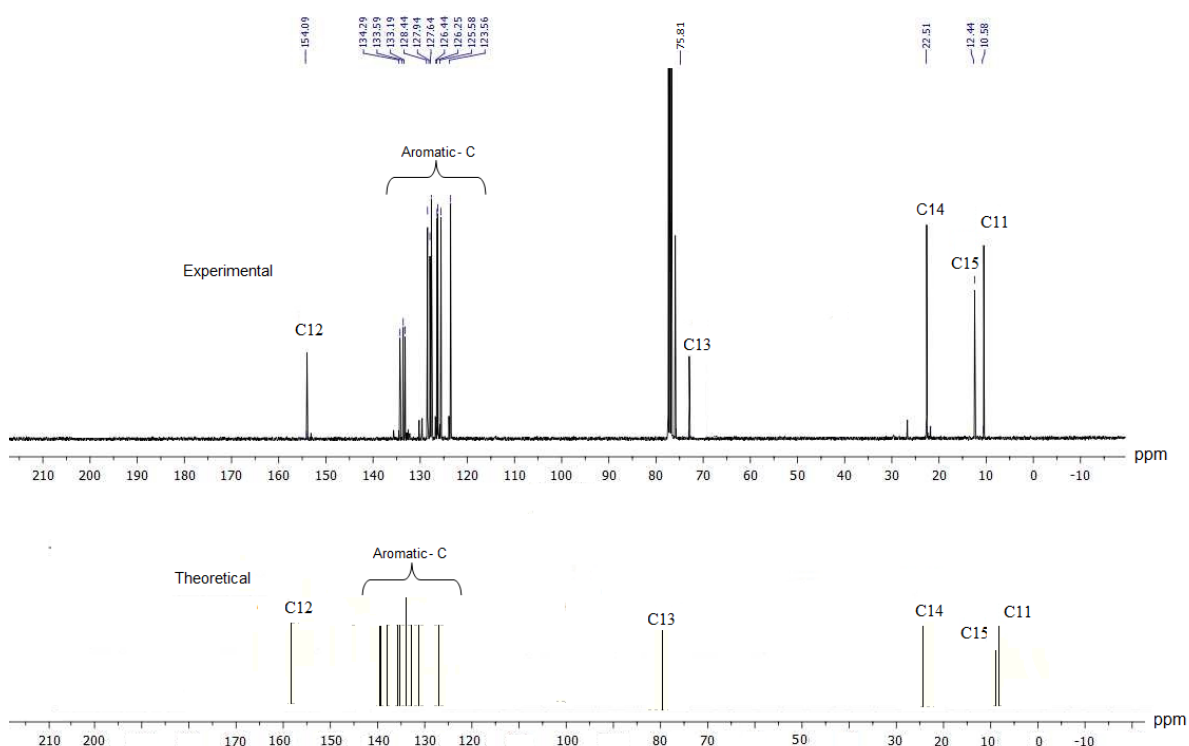 154.09
134.29
133.59
133.19
128.44
127.94
127.64
126.44
126.25
125.58
123.56
75.81
22.51
12.44
10.58
Aromatic- C
Experimental
C12
C13
C14
C15
C11
210 200 190 180 170 160 150 140 130 120 110 100 90 80 70 60 50 40 30 20 10 0 -10 ppm
Theoretical
Aromatic- C
C12
C13
C14
C15
C11
210 200 170 160 150 140 130 120 110 100 90 80 70 60 50 40 30 20 10 0 -10 ppm